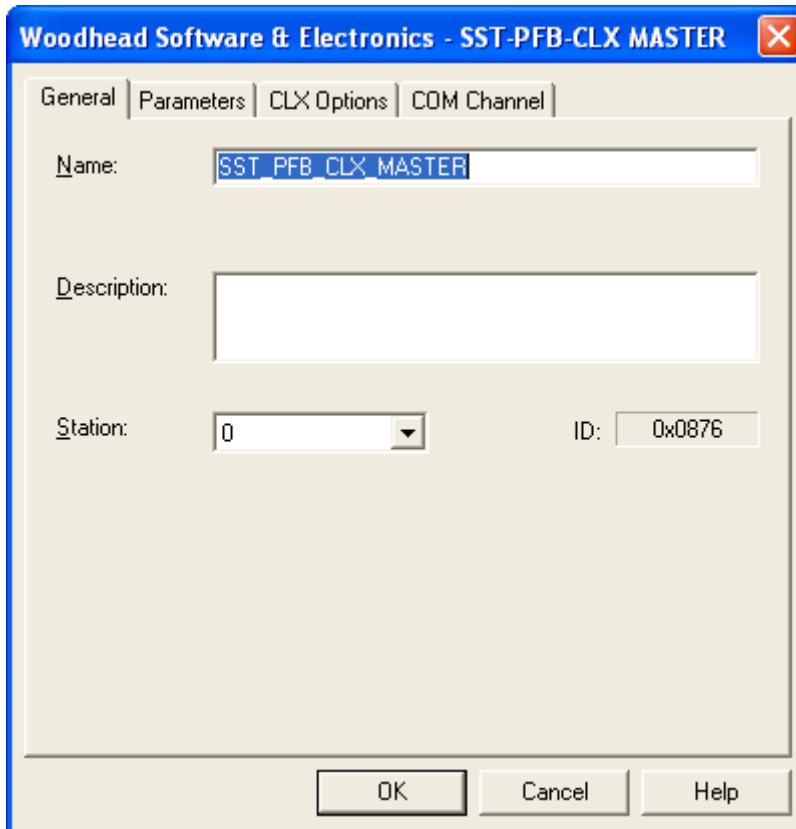 Woodhead Software & Electronics - SST-PFB-CLX MASTER
General Parameters CLX Options COM Channel
Name: SST_PFB_CLX_MASTER
Description:
Station: 0 ID: 0x0876
OK Cancel Help